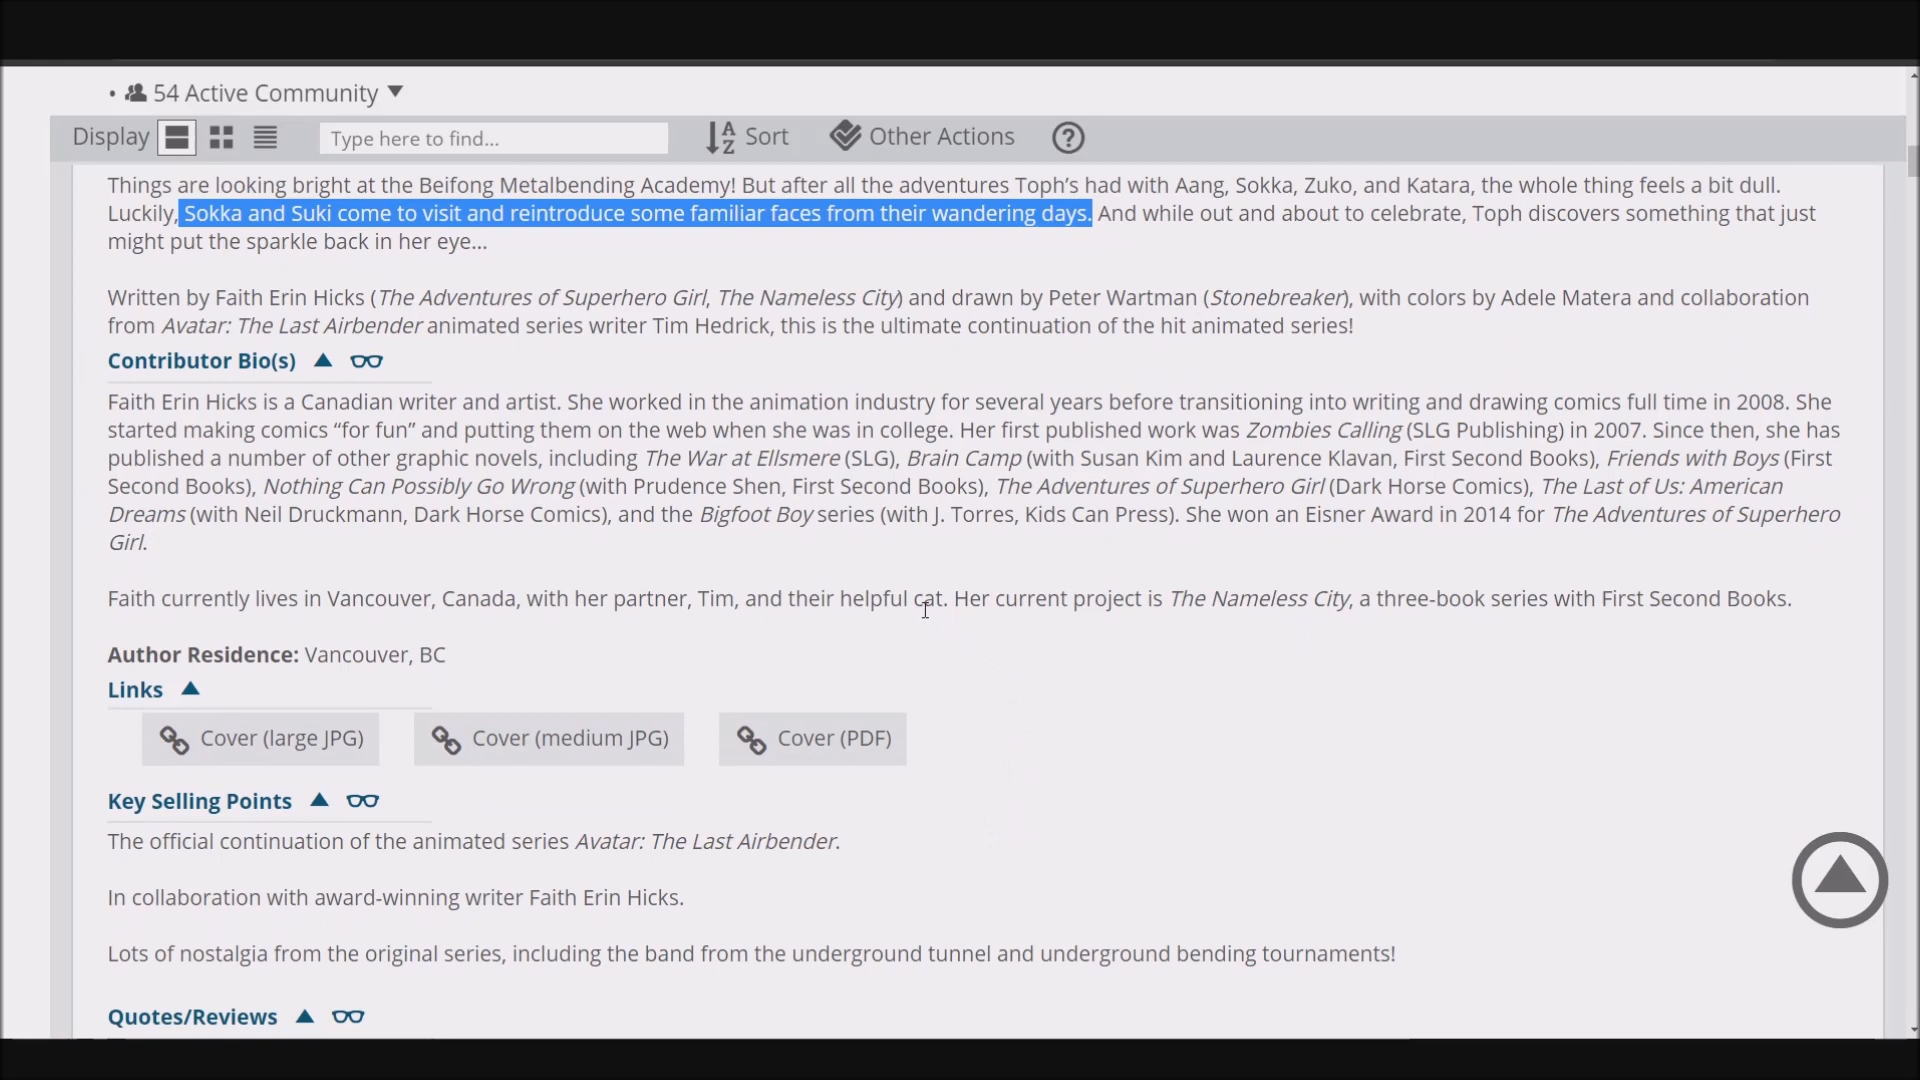 • 54 Active Community
Display Type here to find... A Z Sort Other Actions ?
Things are looking bright at the Beifong Metalbending Academy! But after all the adventures Toph's had with Aang, Sokka, Zuko, and Katara, the whole thing feels a bit dull.
Luckily, Sokka and Suki come to visit and reintroduce some familiar faces from their wandering days. And while out and about to celebrate, Toph discovers something that just
might put the sparkle back in her eye...
Written by Faith Erin Hicks (The Adventures of Superhero Girl, The Nameless City) and drawn by Peter Wartman (Stonebreaker), with colors by Adele Matera and collaboration
from Avatar: The Last Airbender animated series writer Tim Hedrick, this is the ultimate continuation of the hit animated series!
Contributor Bio(s)
Faith Erin Hicks is a Canadian writer and artist. She worked in the animation industry for several years before transitioning into writing and drawing comics full time in 2008. She
started making comics “for fun” and putting them on the web when she was in college. Her first published work was Zombies Calling (SLG Publishing) in 2007. Since then, she has
published a number of other graphic novels, including The War at Ellsmere (SLG), Brain Camp (with Susan Kim and Laurence Klavan, First Second Books), Friends with Boys (First
Second Books), Nothing Can Possibly Go Wrong (with Prudence Shen, First Second Books), The Adventures of Superhero Girl (Dark Horse Comics), The Last of Us: American
Dreams (with Neil Druckmann, Dark Horse Comics), and the Bigfoot Boy series (with J. Torres, Kids Can Press). She won an Eisner Award in 2014 for The Adventures of Superhero
Girl.
Faith currently lives in Vancouver, Canada, with her partner, Tim, and their helpful cat. Her current project is The Nameless City, a three-book series with First Second Books.
Author Residence: Vancouver, BC
Links
Cover (large JPG) Cover (medium JPG) Cover (PDF)
Key Selling Points
The official continuation of the animated series Avatar: The Last Airbender.
In collaboration with award-winning writer Faith Erin Hicks.
Lots of nostalgia from the original series, including the band from the underground tunnel and underground bending tournaments!
Quotes/Reviews